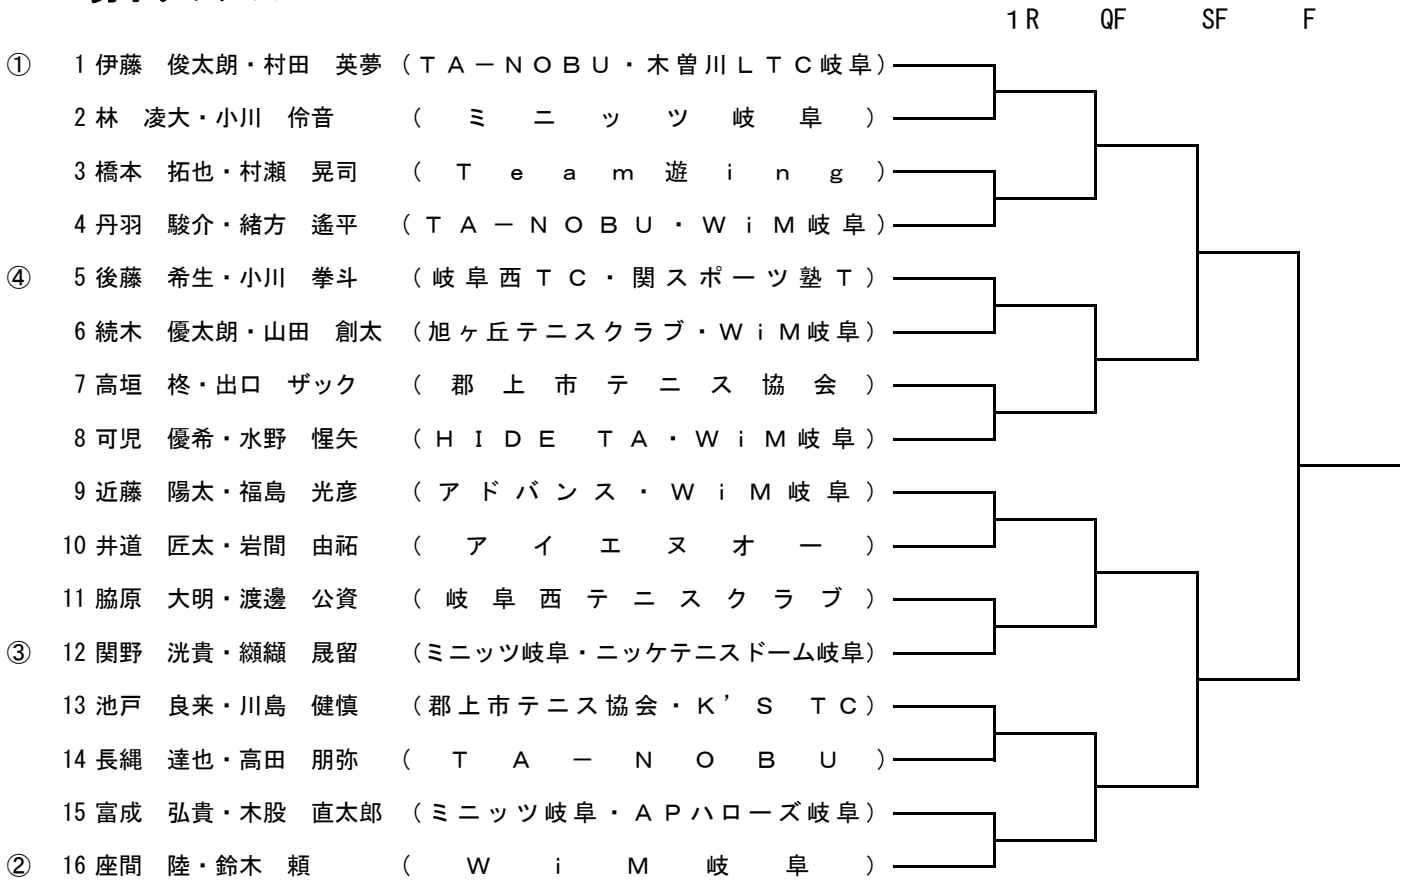 1R QF SF F
① 1 伊藤 俊太朗・村田 英夢 (TA－NOBU・木曽川LTC岐阜)
2 林 凌大・小川 伶音 (ミニッツ岐阜)
3 橋本 拓也・村瀬 晃司 (Team遊ing)
4 丹羽 駿介・緒方 遙平 (TA－NOBU・WiM岐阜)
④ 5 後藤 希生・小川 拳斗 (岐阜西TC・関スポーツ塾T)
6 続木 優太朗・山田 創太 (旭ヶ丘テニスクラブ・WiM岐阜)
7 高垣 柊・出口 ザック (郡上市テニス協会)
8 可児 優希・水野 惺矢 (HIDE TA・WiM岐阜)
9 近藤 陽太・福島 光彦 (アドバンス・WiM岐阜)
10 井道 匠太・岩間 由祏 (アイエヌオー)
11 脇原 大明・渡邊 公資 (岐阜西テニスクラブ)
③ 12 関野 洸貴・纐纈 晟留 (ミニッツ岐阜・ニッケテニスドーム岐阜)
13 池戸 良来・川島 健慎 (郡上市テニス協会・K’S TC)
14 長縄 達也・高田 朋弥 (TA－NOBU)
15 富成 弘貴・木股 直太郎 (ミニッツ岐阜・APハローズ岐阜)
② 16 座間 陸・鈴木 頼 (WiM岐阜)